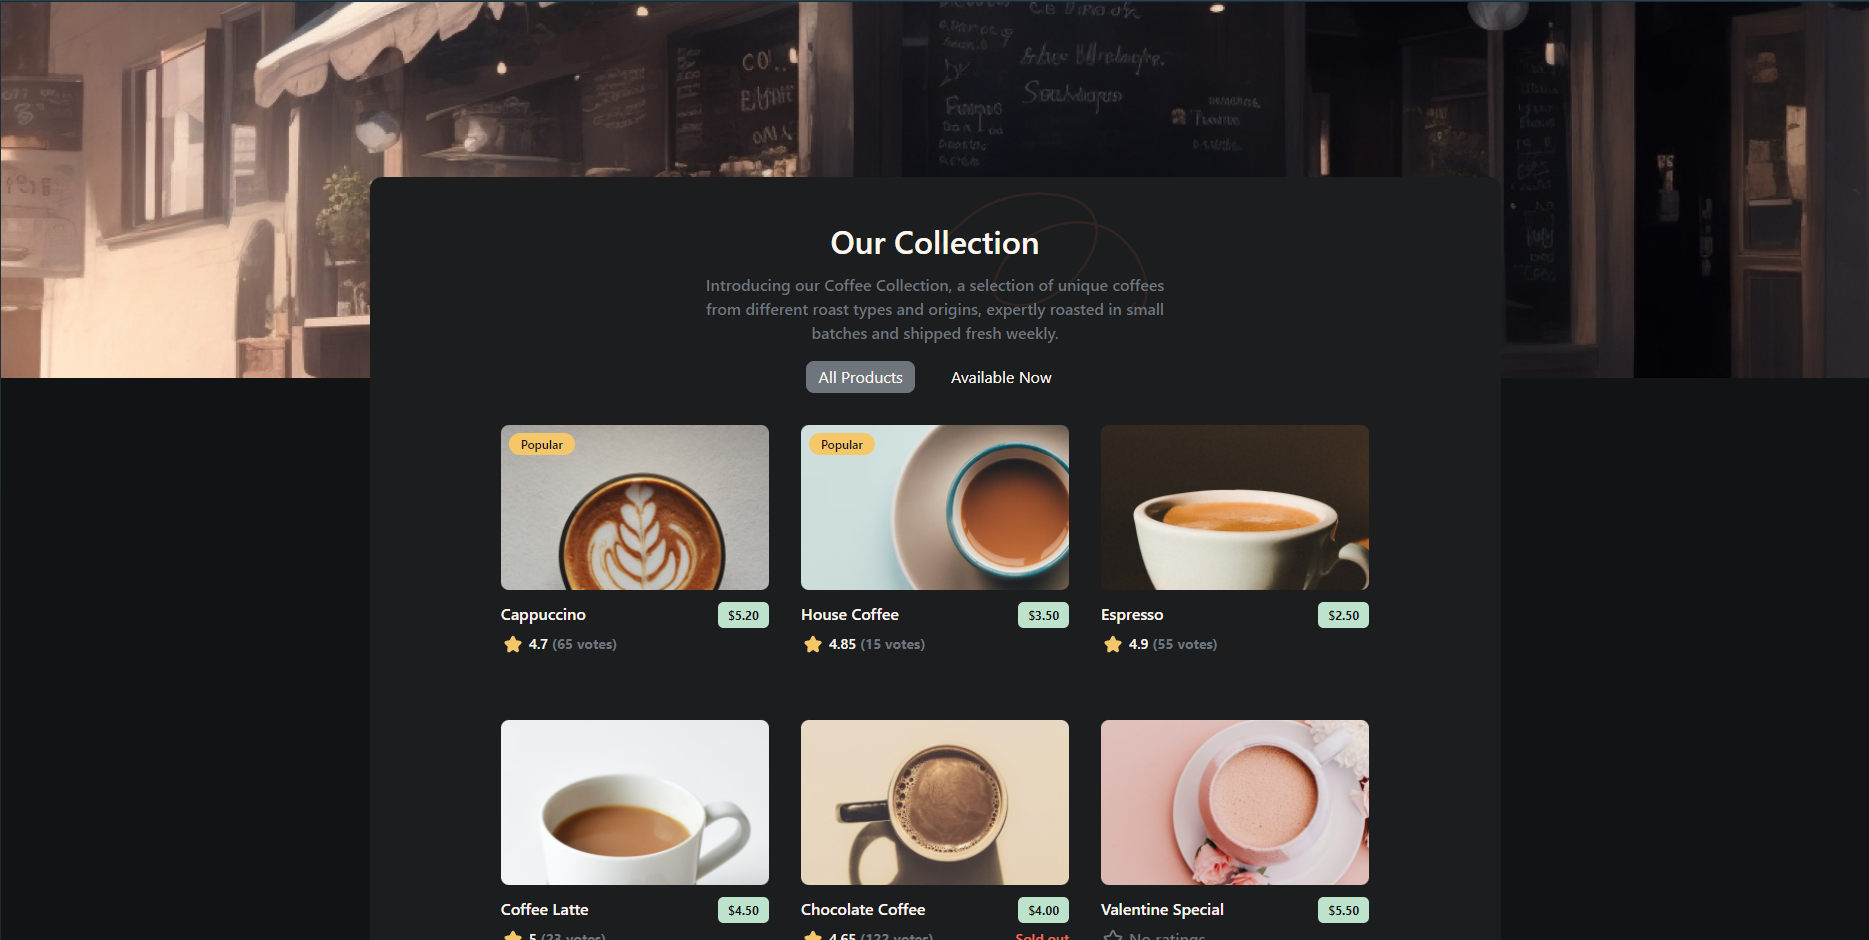 Our Collection
Introducing our Coffee Collection, a selection of unique coffees
from different roast types and origins, expertly roasted in small
batches and shipped fresh weekly.
All Products
Available Now
Popular
Popular
Cappuccino
$5.20
4.7 (65 votes)
House Coffee
$3.50
4.85 (15 votes)
Espresso
$2.50
4.9 (55 votes)
Coffee Latte
$4.50
5 (23 votes)
Chocolate Coffee
$4.00
4.65 (122 votes)
Sold out
Valentine Special
$5.50
No ratings